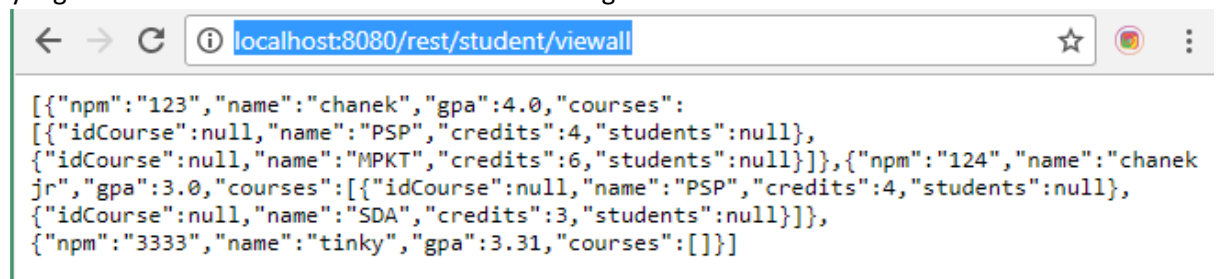 localhost:8080/rest/student/viewall
[{"npm":"123","name":"chanek","gpa":4.0,"courses":
[{"idCourse":null,"name":"PSP","credits":4,"students":null},
{"idCourse":null,"name":"MPKT","credits":6,"students":null}]},{"npm":"124","name":"chanek
jr","gpa":3.0,"courses":[{"idCourse":null,"name":"PSP","credits":4,"students":null},
{"idCourse":null,"name":"SDA","credits":3,"students":null}]},
{"npm":"3333","name":"tinky","gpa":3.31,"courses":[]}]